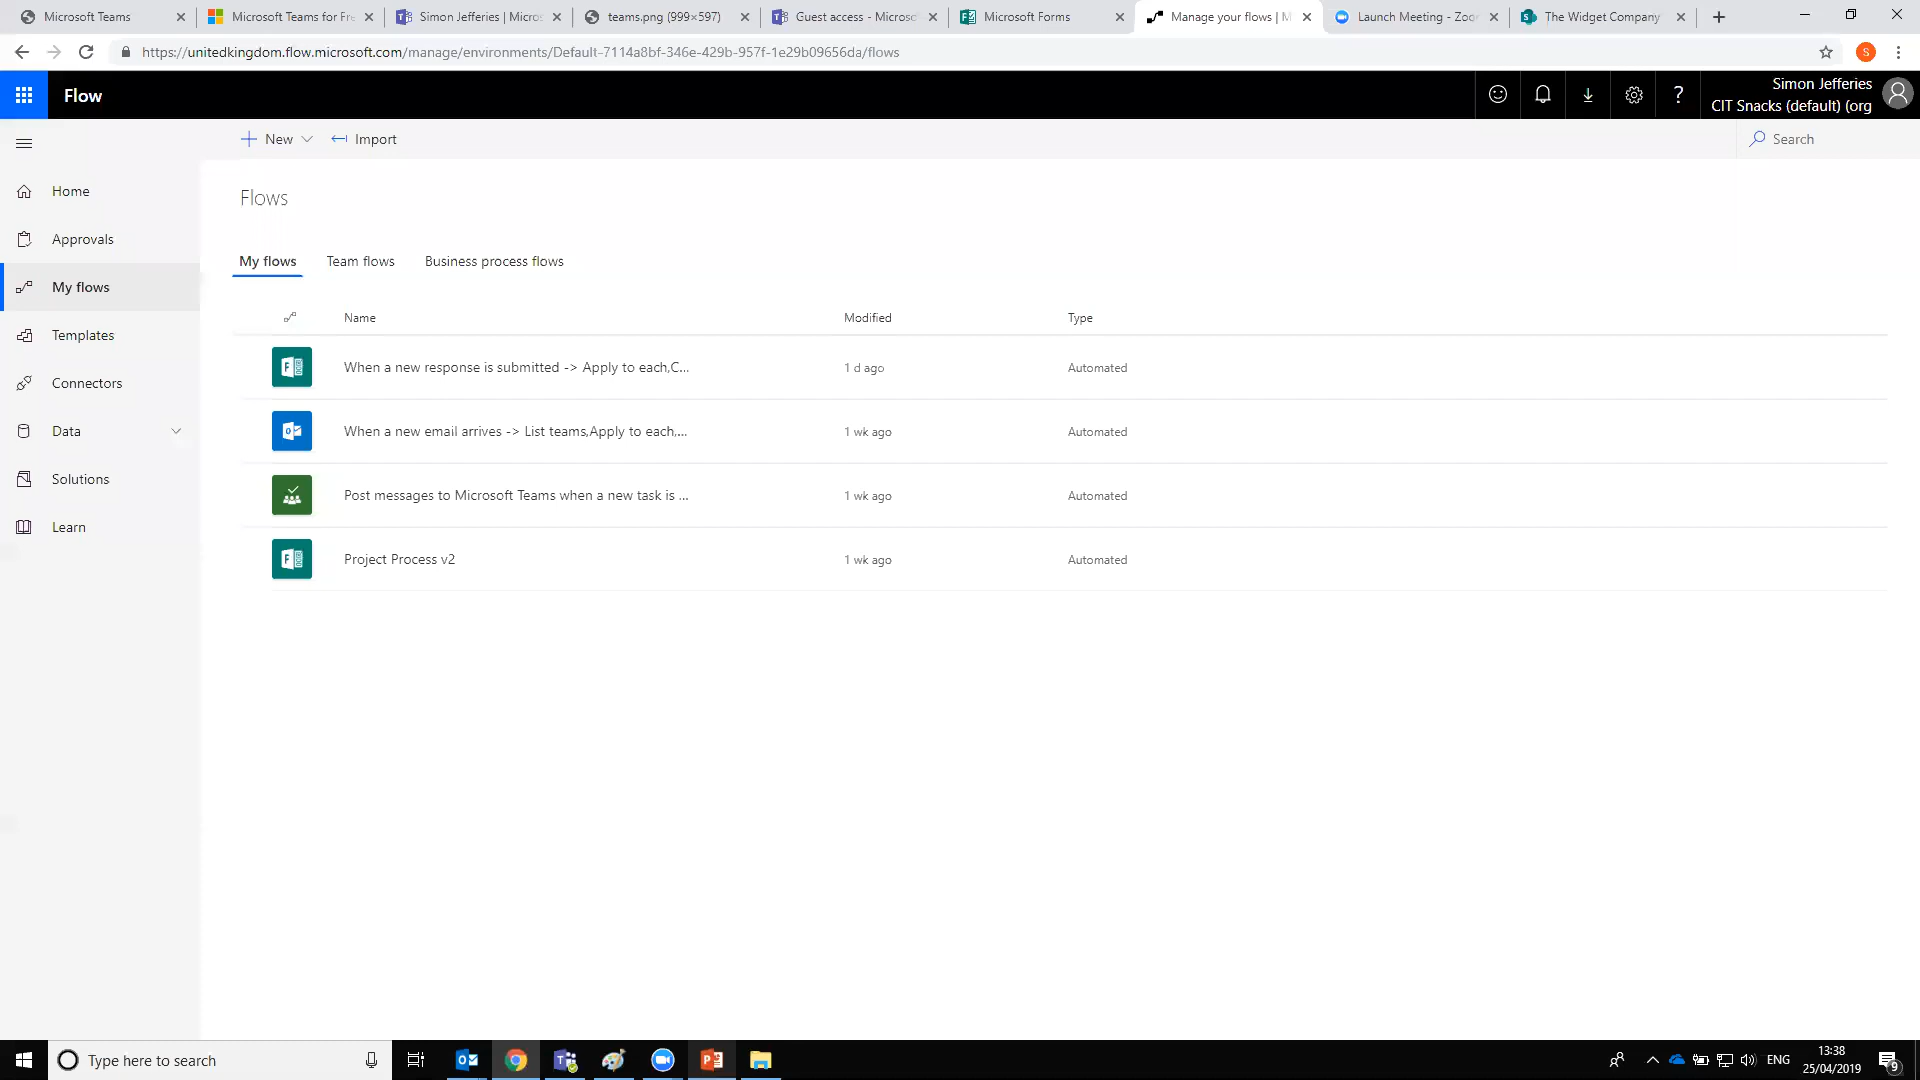 Microsoft Teams
Microsoft Teams for Fre
Simon Jefferies | Micros
teams.png (999×597)
Guest access - Microso
Microsoft Forms
Manage your flows | M
Launch Meeting - Zoo
The Widget Company
https://unitedkingdom.flow.microsoft.com/manage/environments/Default-7114a8bf-346e-429b-957f-1e29b09656da/flows
S
Flow
?
Simon Jefferies
CIT Snacks (default) (org
New
Import
Search
Home
Approvals
My flows
Templates
Connectors
Data
Solutions
Learn
Flows
My flows Team flows Business process flows
Name Modified Type
When a new response is submitted -> Apply to each,C... 1 d ago Automated
When a new email arrives -> List teams,Apply to each,... 1 wk ago Automated
Post messages to Microsoft Teams when a new task is ... 1 wk ago Automated
Project Process v2 1 wk ago Automated
Type here to search
ENG
13:38
25/04/2019
9